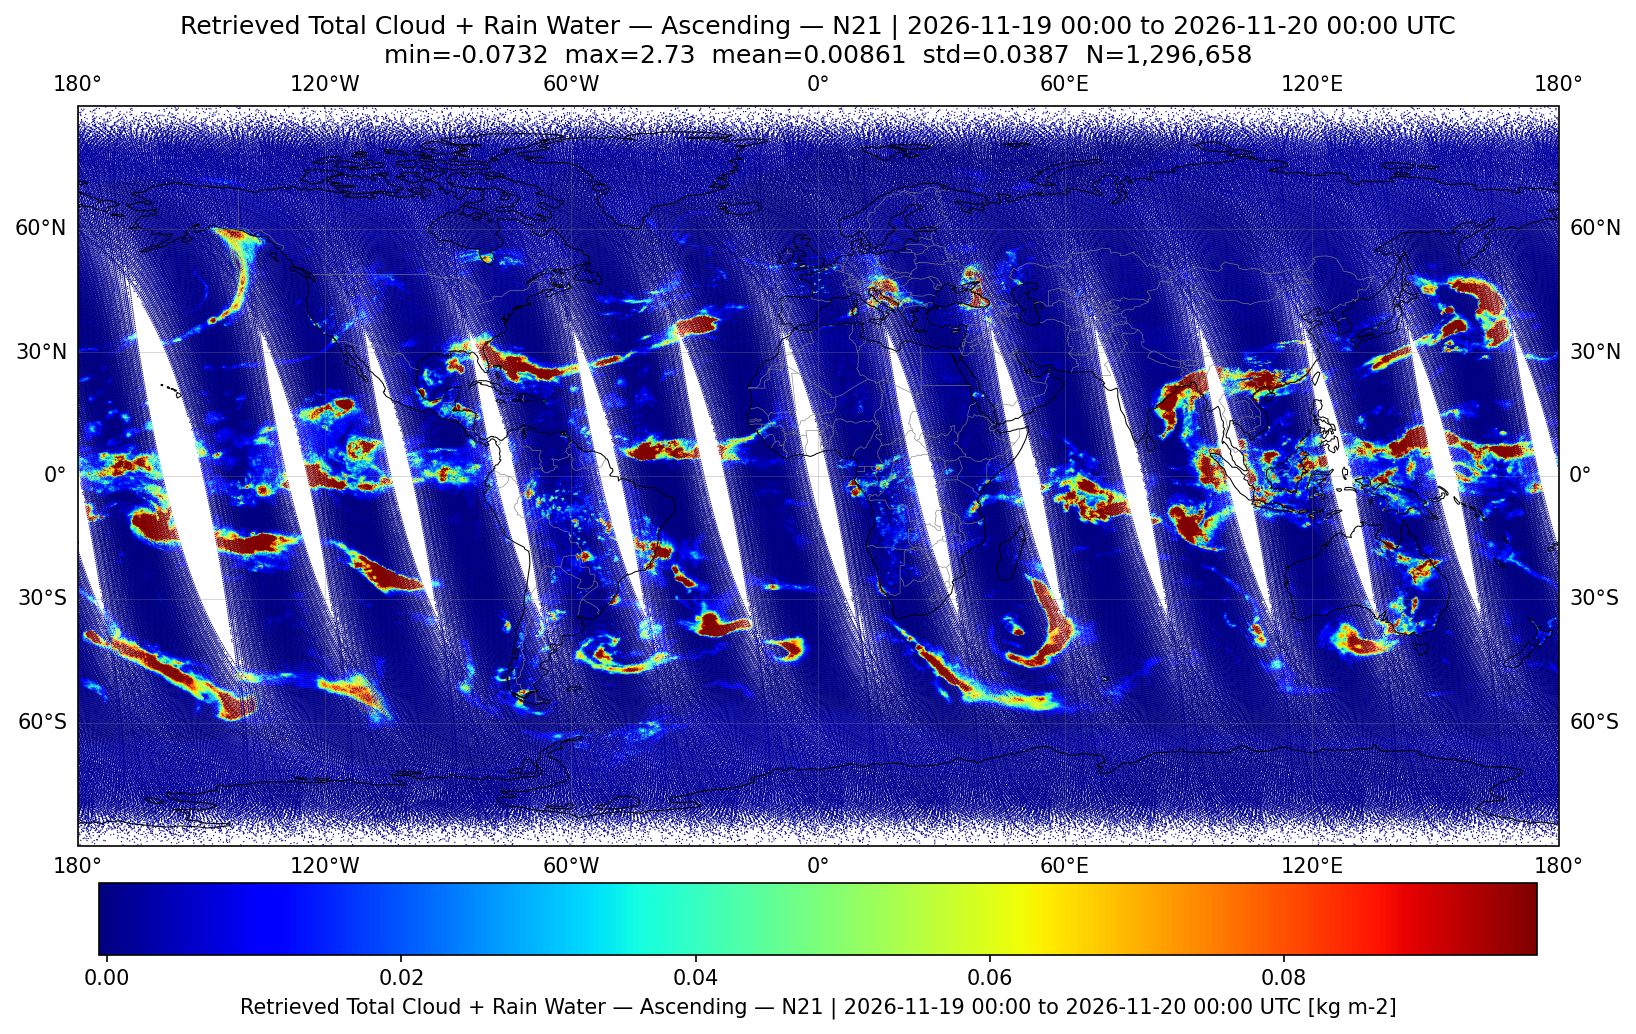 Retrieved Total Cloud + Rain Water — Ascending — N21 | 2026-11-19 00:00 to 2026-11-20 00:00 UTC
min=-0.0732 max=2.73 mean=0.00861 std=0.0387 N=1,296,658
180° 120°W 60°W 0° 60°E 120°E 180°
60°N 60°N
30°N 30°N
0° 0°
30°S 30°S
60°S 60°S
180° 120°W 60°W 0° 60°E 120°E 180°
0.00 0.02 0.04 0.06 0.08
Retrieved Total Cloud + Rain Water — Ascending — N21 | 2026-11-19 00:00 to 2026-11-20 00:00 UTC [kg m-2]